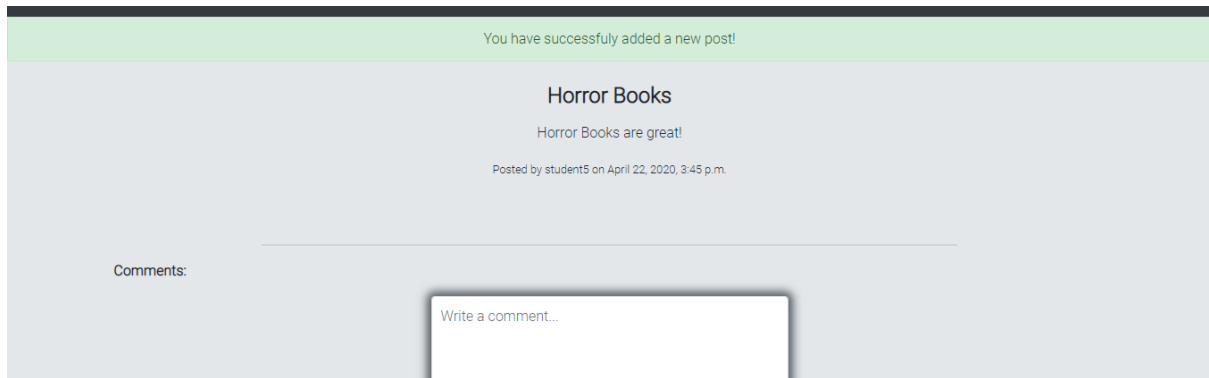 You have successfuly added a new post!
Horror Books
Horror Books are great!
Posted by student5 on April 22, 2020, 3:45 p.m.
Comments:
Write a comment...